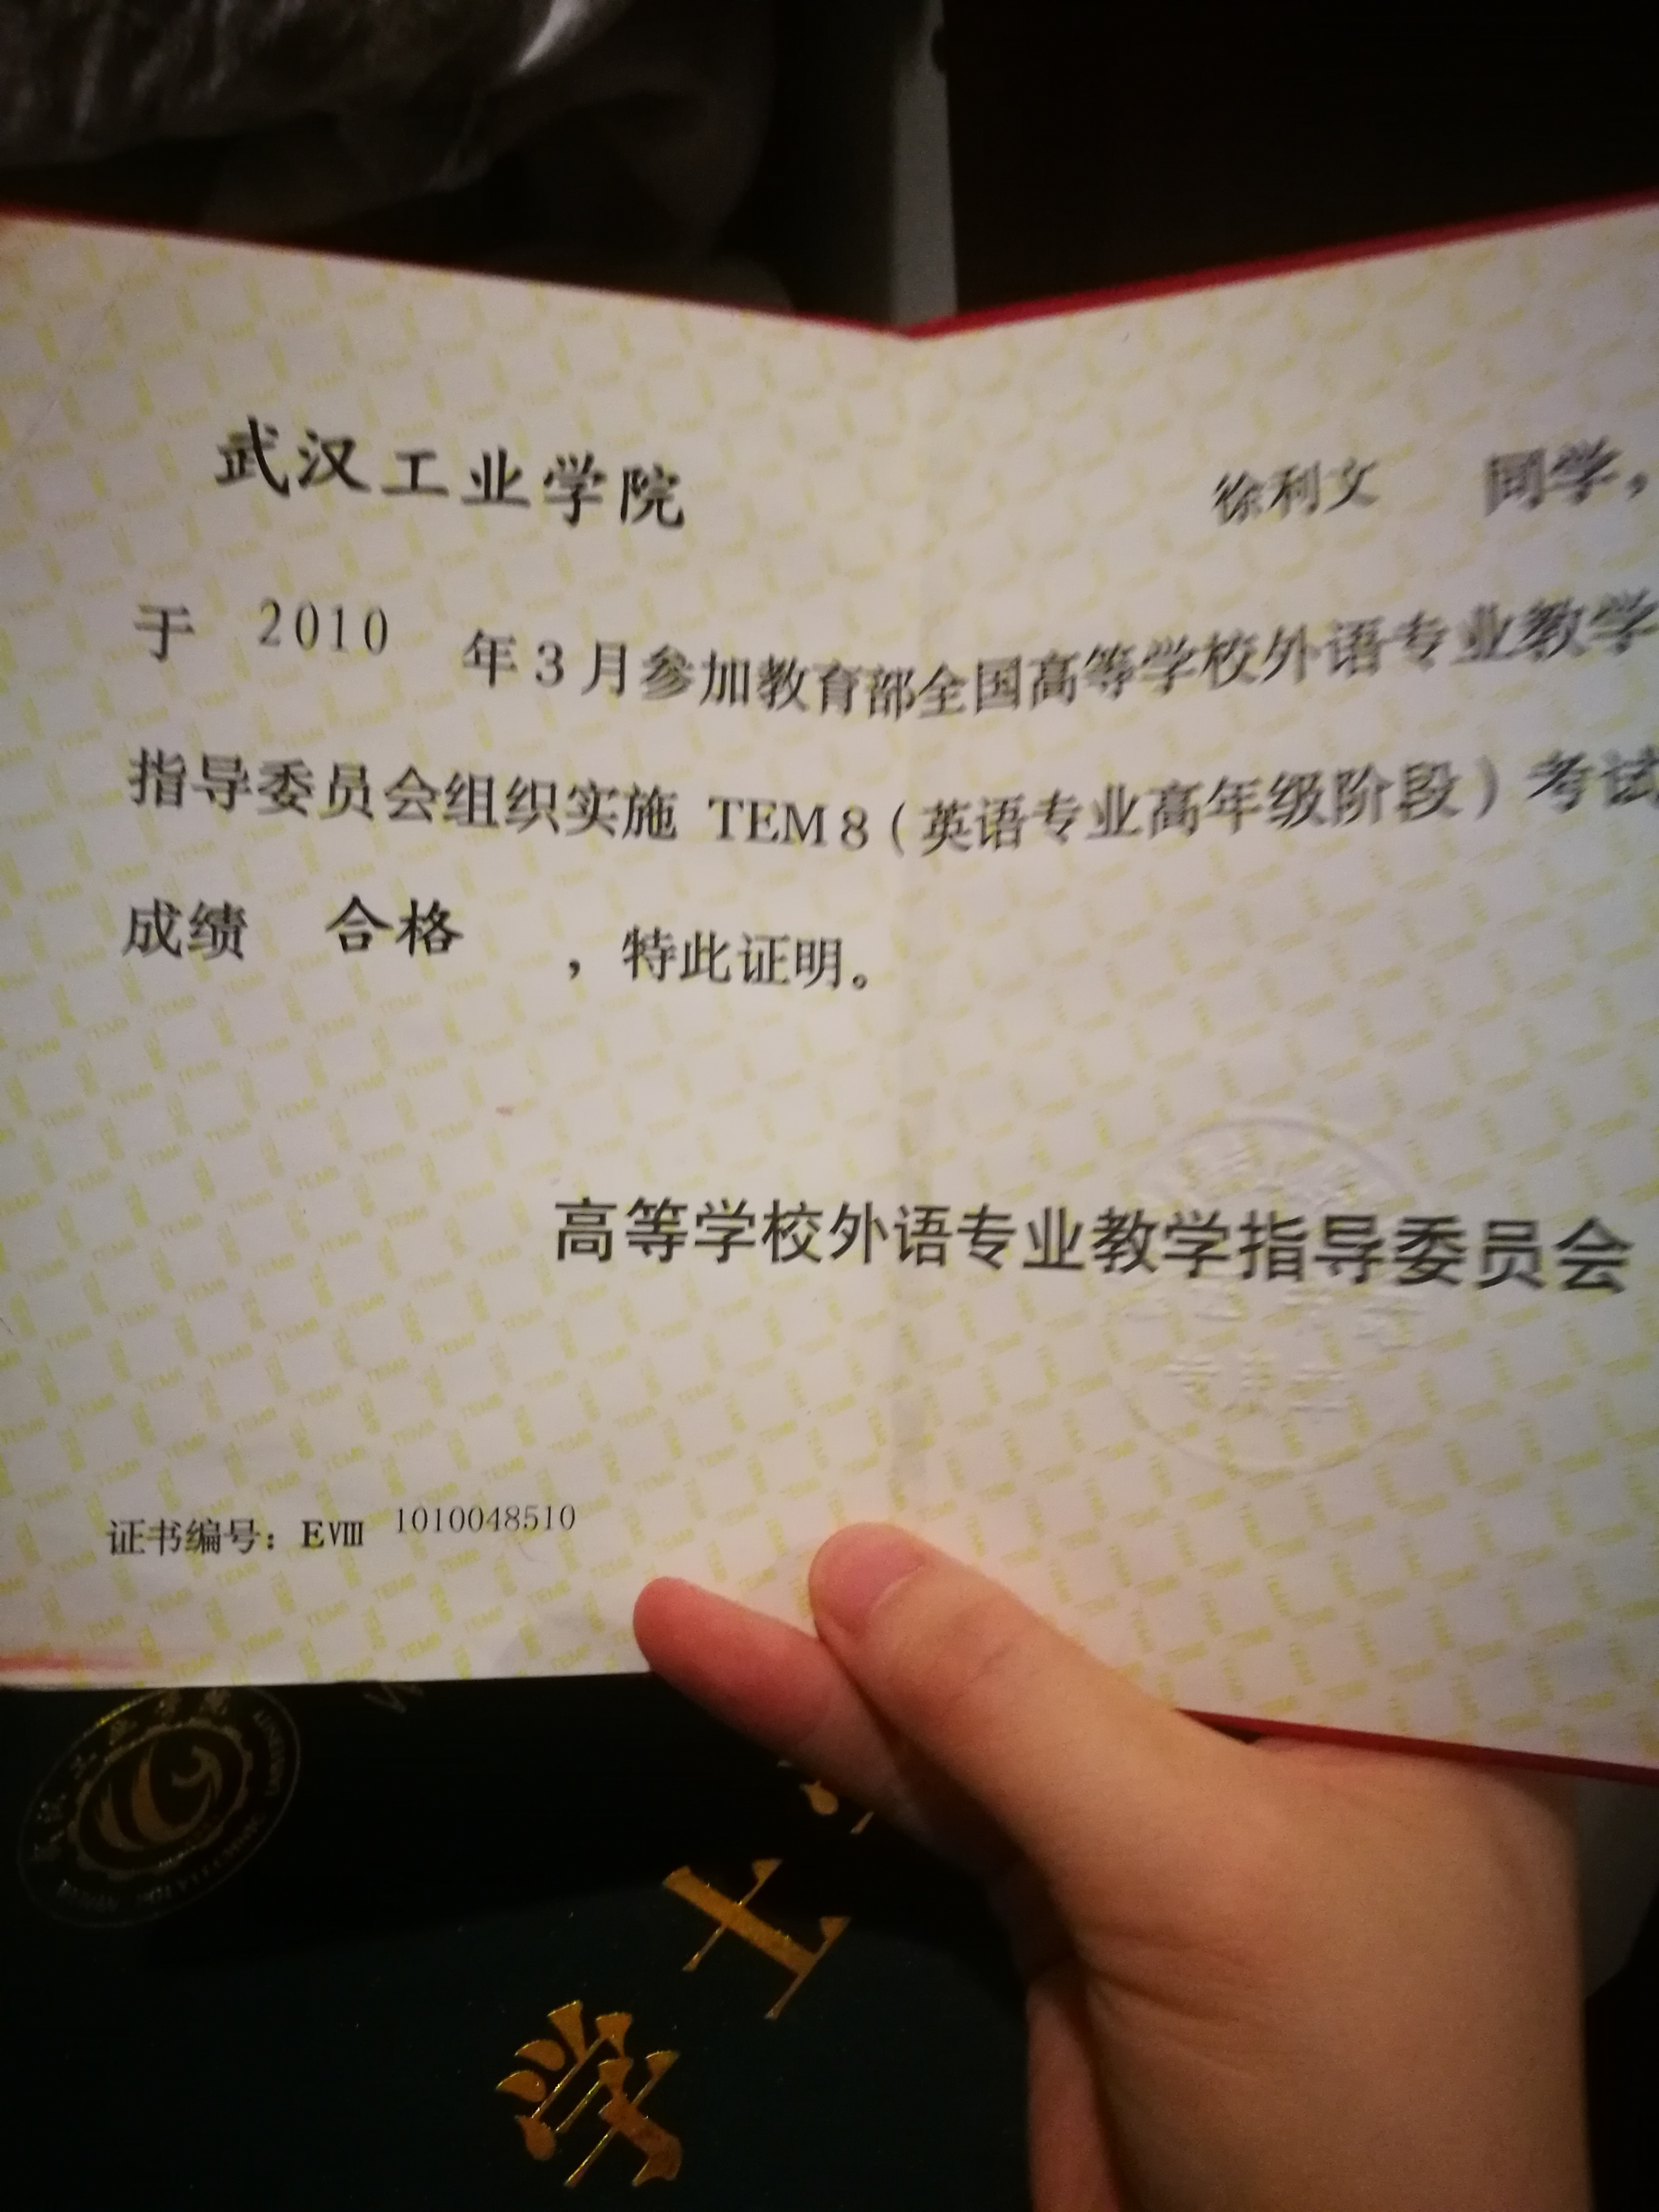 武汉工业学院 徐利文 同学，
于 2010 年3月参加教育部全国高等学校外语专业教学
指导委员会组织实施 TEM 8（英语专业高年级阶段）考试
成绩 合格 ，特此证明。
高等学校外语专业教学指导委员会
证书编号：EⅧ 1010048510
学士